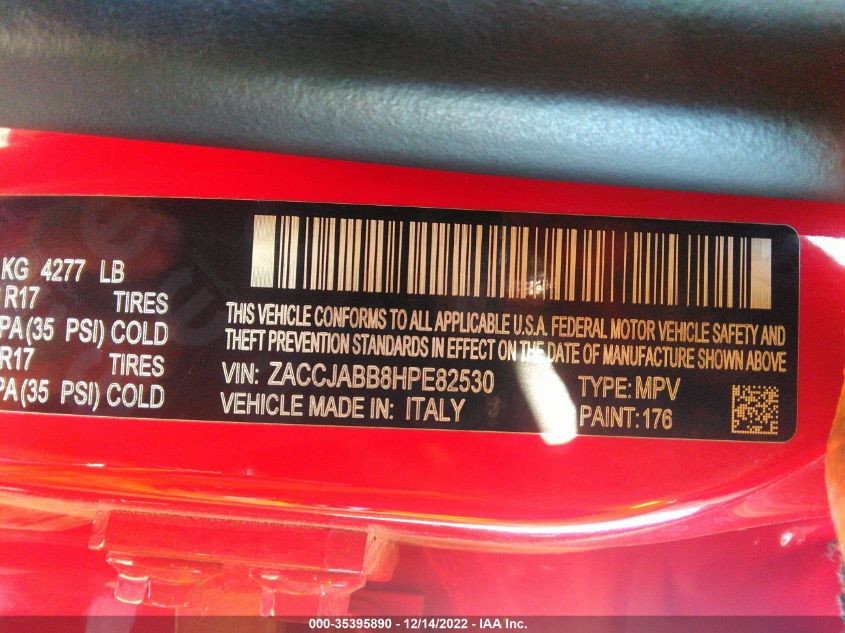 KG 4277 LB
R17 TIRES
PA(35 PSI) COLD
R17 TIRES
PA(35 PSI) COLD
THIS VEHICLE CONFORMS TO ALL APPLICABLE U.S.A. FEDERAL MOTOR VEHICLE SAFETY AND
THEFT PREVENTION STANDARDS IN EFFECT ON THE DATE OF MANUFACTURE SHOWN ABOVE
VIN: ZACCJABB8HPE82530 TYPE: MPV
VEHICLE MADE IN: ITALY PAINT: 176
000-35395890 - 12/14/2022 - IAA Inc.